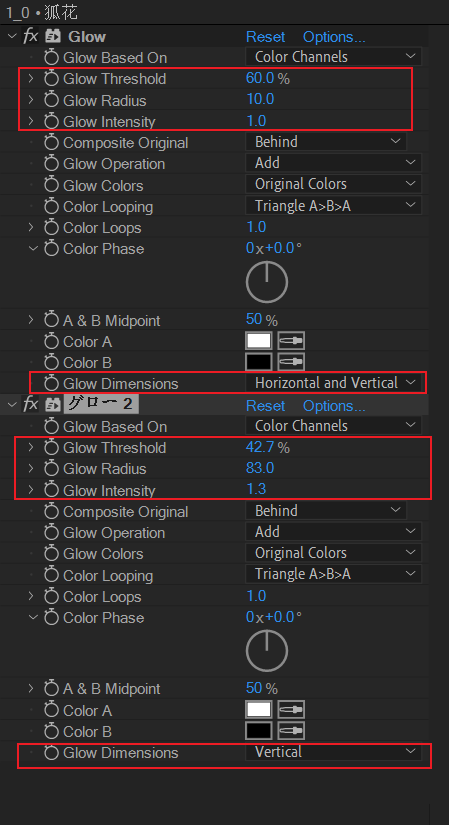 1_0 • 狐花
fx Glow Reset Options...
Glow Based On Color Channels
Glow Threshold 60.0 %
Glow Radius 10.0
Glow Intensity 1.0
Composite Original Behind
Glow Operation Add
Glow Colors Original Colors
Color Looping Triangle A>B>A
Color Loops 1.0
Color Phase 0x+0.0°
A & B Midpoint 50 %
Color A
Color B
Glow Dimensions Horizontal and Vertical
fx グロー 2 Reset Options...
Glow Based On Color Channels
Glow Threshold 42.7 %
Glow Radius 83.0
Glow Intensity 1.3
Composite Original Behind
Glow Operation Add
Glow Colors Original Colors
Color Looping Triangle A>B>A
Color Loops 1.0
Color Phase 0x+0.0°
A & B Midpoint 50 %
Color A
Color B
Glow Dimensions Vertical